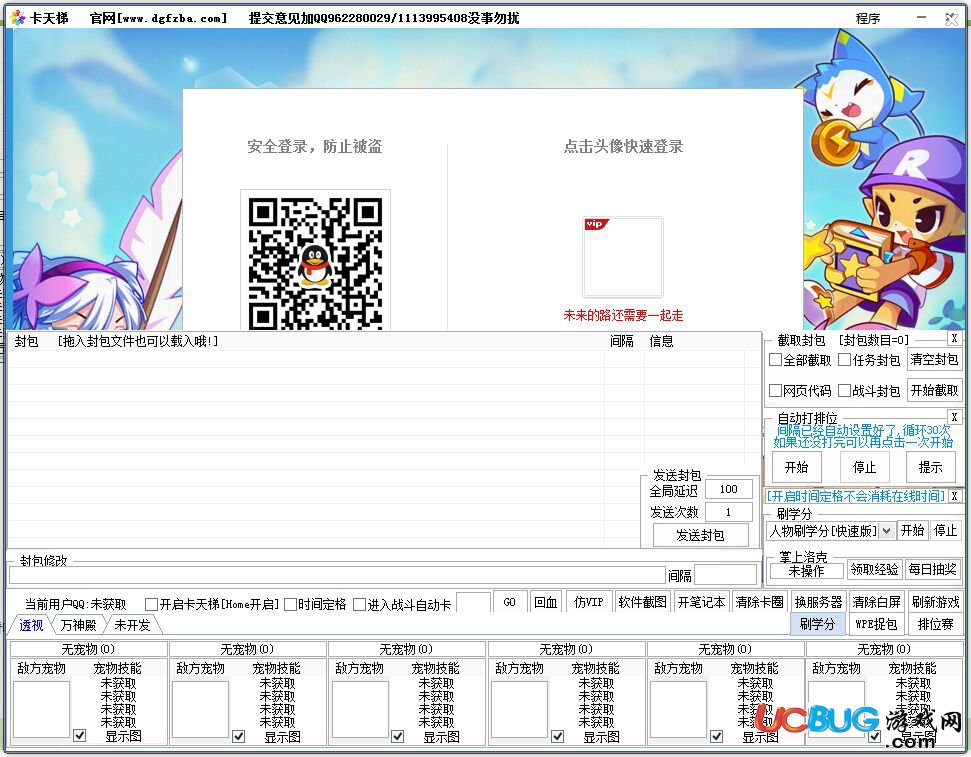 卡天梯 官网[www.dgfzba.com] 提交意见加QQ962280029/1113995408没事勿扰 程序
安全登录，防止被盗
点击头像快速登录
R
vip
未来的路还需要一起走
封包 [拖入封包文件也可以载入哦!] 间隔 信息
截取封包 [封包数目=0] X
全部截取 任务封包 清空封包
网页代码 战斗封包 开始截取
自动打排位 X
间隔已经自动设置好了,循环30次
如果还没打完可以再点击一次开始
开始 停止 提示
[开启时间定格不会消耗在线时间] X
发送封包
全局延迟 100
发送次数 1
发送封包
刷学分
人物刷学分[快速版] 开始 停止
掌上洛克
未操作 领取经验 每日抽奖
封包修改
间隔
当前用户QQ:未获取 开启卡天梯[Home开启] 时间定格 进入战斗自动卡 GO 回血 仿VIP 软件截图 开笔记本 清除卡圈 换服务器 清除白屏 刷新游戏
透视 万神殿 未开发 刷学分 WPE捉包 排位赛
无宠物(0) 无宠物(0) 无宠物(0) 无宠物(0) 无宠物(0) 无宠物(0)
敌方宠物 宠物技能 敌方宠物 宠物技能 敌方宠物 宠物技能 敌方宠物 宠物技能 敌方宠物 宠物技能 敌方宠物 宠物技能
未获取 未获取 未获取 未获取 未获取 未获取
未获取 未获取 未获取 未获取 未获取 未获取
未获取 未获取 未获取 未获取 未获取 未获取
未获取 未获取 未获取 未获取 未获取 未获取
显示图 显示图 显示图 显示图 显示图 显示图
UCBUG游戏网
.com